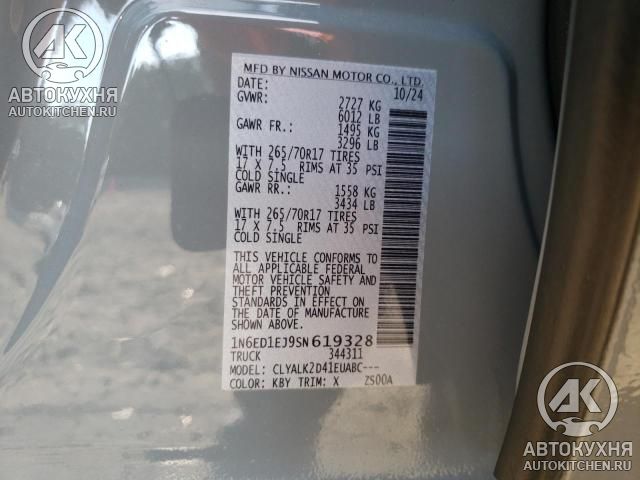 АК
АВТОКУХНЯ
AVTOKITCHEN.RU
MFD BY NISSAN MOTOR CO., LTD.
DATE: 10/24
GVWR: 2727 KG
6012 LB
GAWR FR.: 1495 KG
3296 LB
WITH 265/70R17 TIRES
17 X 7.5 RIMS AT 35 PSI
COLD SINGLE
GAWR RR.: 1558 KG
3434 LB
WITH 265/70R17 TIRES
17 X 7.5 RIMS AT 35 PSI
COLD SINGLE
THIS VEHICLE CONFORMS TO
ALL APPLICABLE FEDERAL
MOTOR VEHICLE SAFETY AND
THEFT PREVENTION
STANDARDS IN EFFECT ON
THE DATE OF MANUFACTURE
SHOWN ABOVE.
1N6ED1EJ9SN619328
TRUCK 344311
MODEL: CLYALK2D41EUABC---
COLOR: KBY TRIM: X ZS00A
АК
АВТОКУХНЯ
AVTOKITCHEN.RU